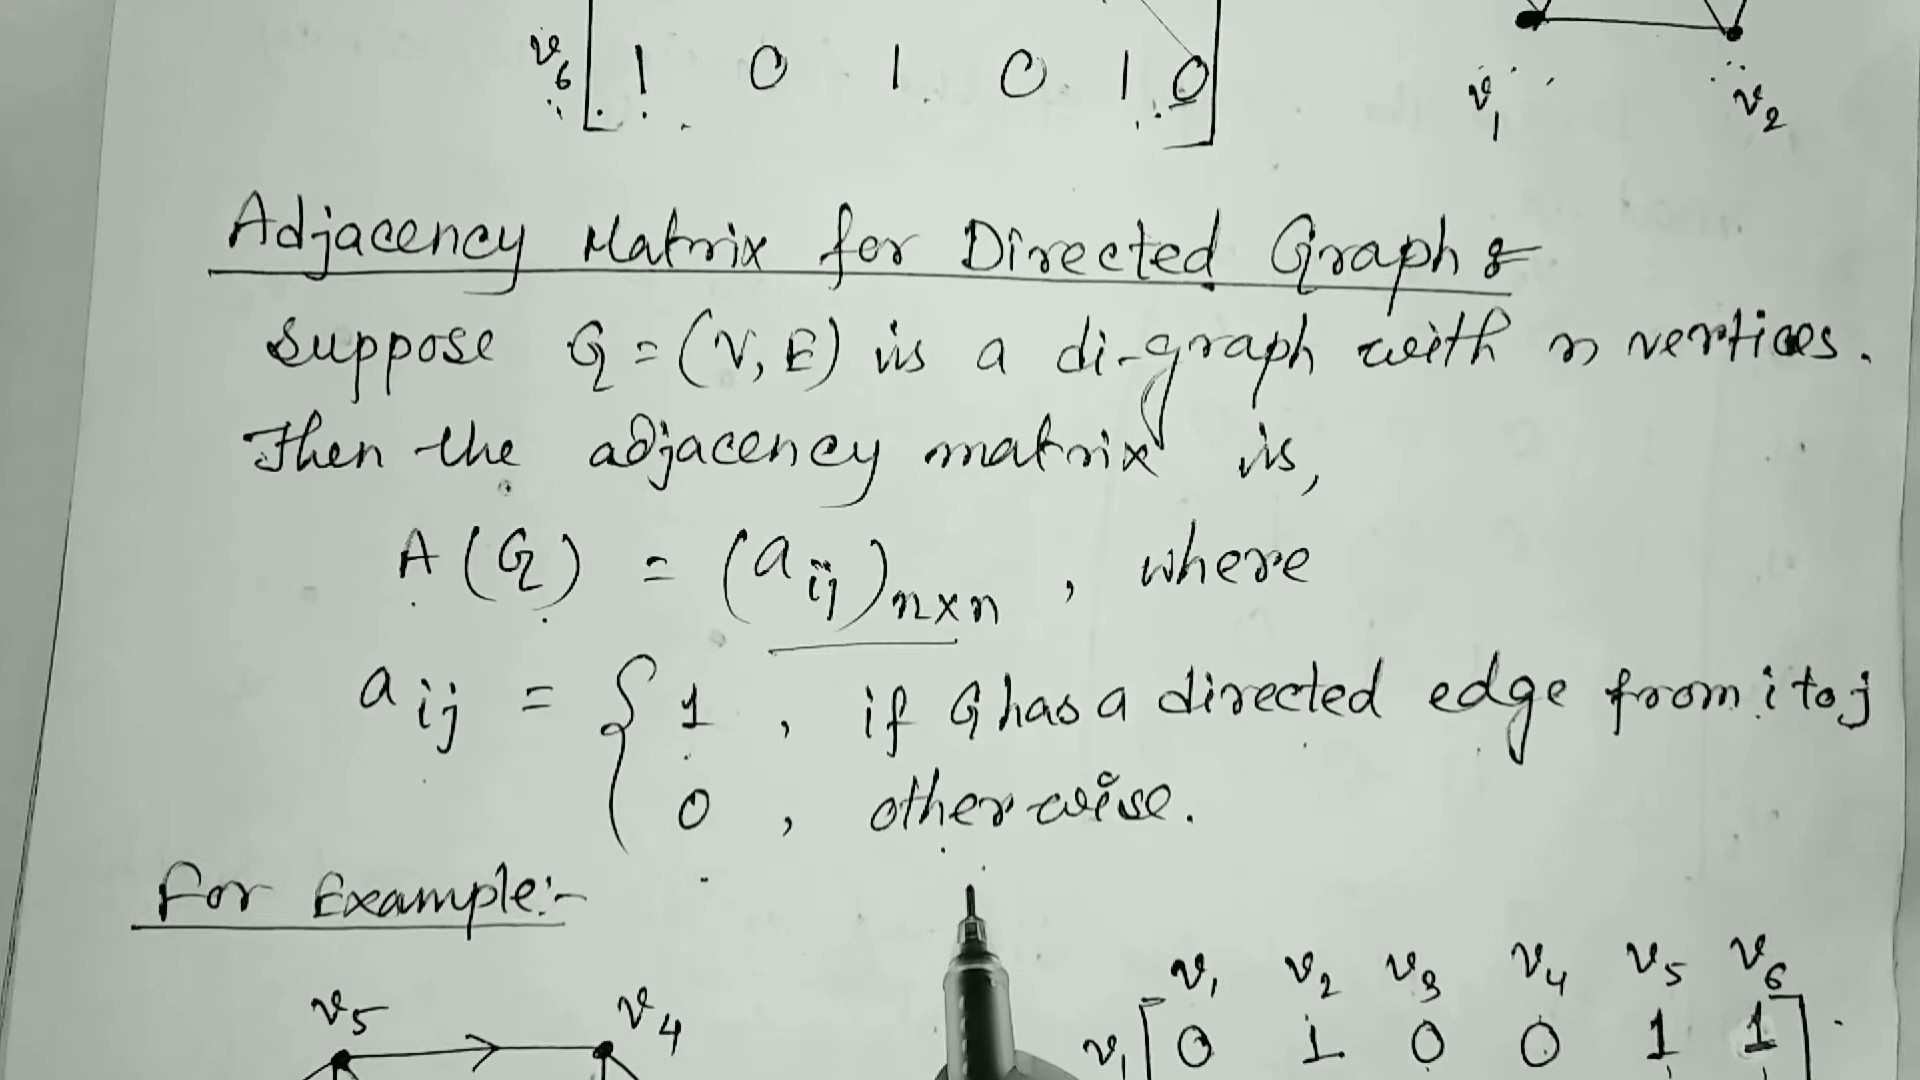 v6 1 0 1 0 1 0
v1 v2
Adjacency Matrix for Directed Graph :-
Suppose G = (V, E) is a di-graph with n vertices.
Then the adjacency matrix is,
A (G) = (aij)n×n , where
aij = { 1 , if G has a directed edge from i to j
0 , otherwise.
For Example:-
v5 v4
v1 v2 v3 v4 v5 v6
v1 0 1 0 0 1 1